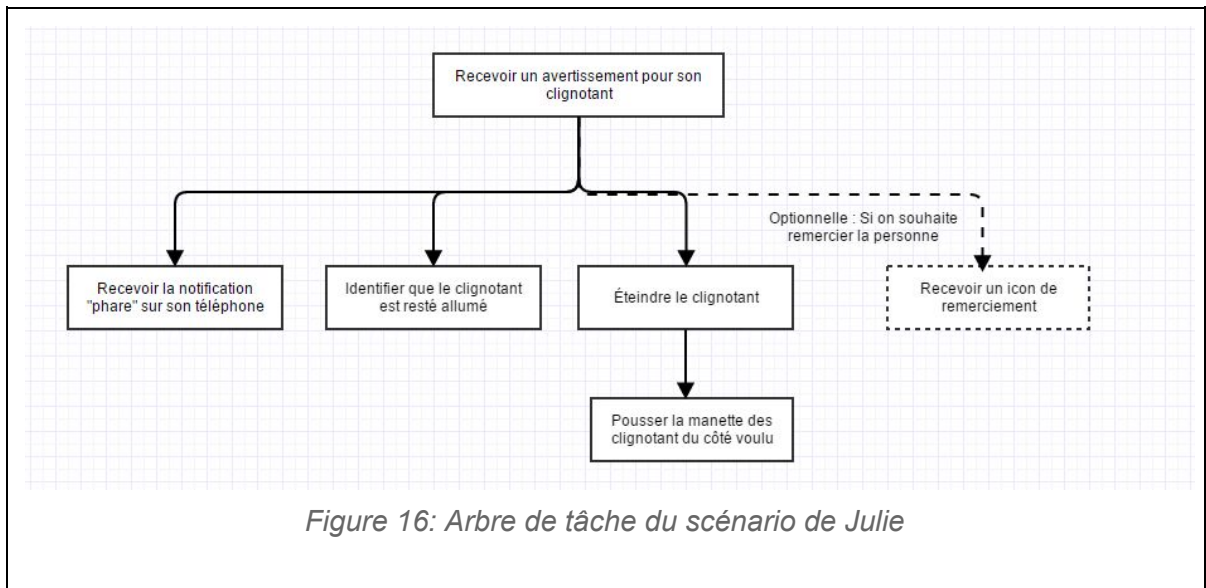 Recevoir un avertissement pour son
clignotant
Optionnelle : Si on souhaite
remercier la personne
Recevoir la notification
"phare" sur son téléphone
Identifier que le clignotant
est resté allumé
Éteindre le clignotant
Recevoir un icon de
remerciement
Pousser la manette des
clignotant du côté voulu
Figure 16: Arbre de tâche du scénario de Julie